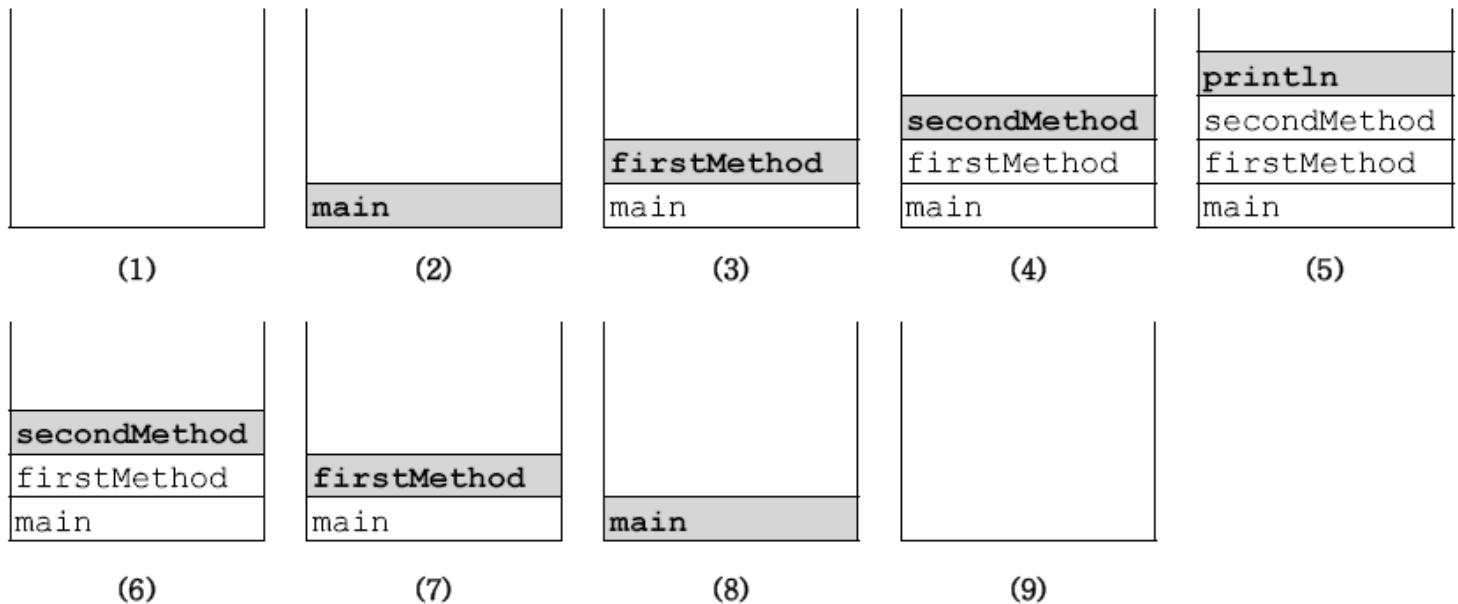 println
secondMethod secondMethod
firstMethod firstMethod firstMethod
main main main main
(1) (2) (3) (4) (5)
secondMethod
firstMethod firstMethod
main main main
(6) (7) (8) (9)